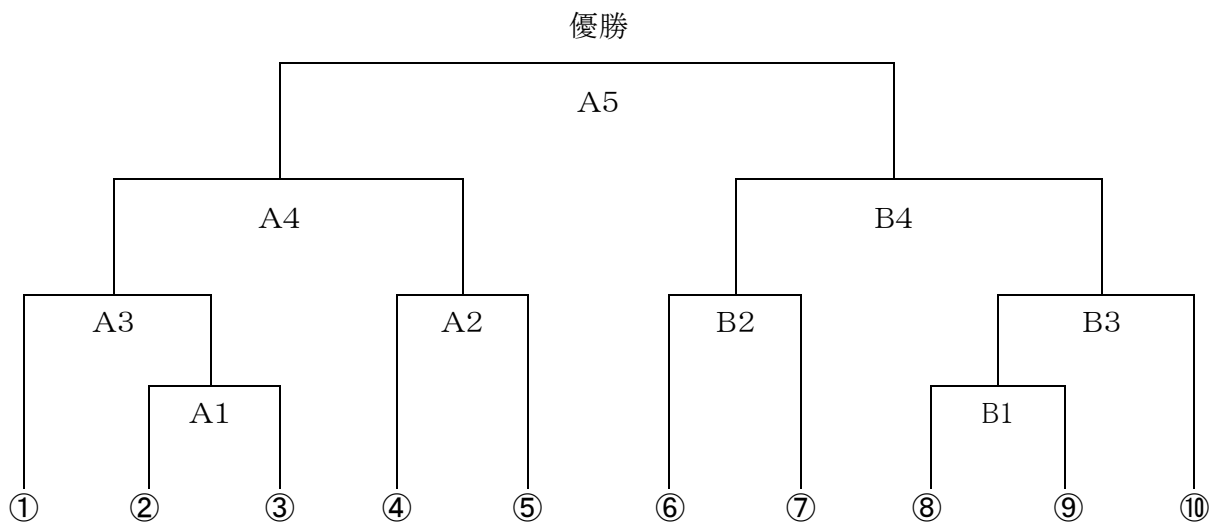 優勝
A5
A4 B4
A3 A2 B2 B3
A1 B1
① ② ③ ④ ⑤ ⑥ ⑦ ⑧ ⑨ ⑩